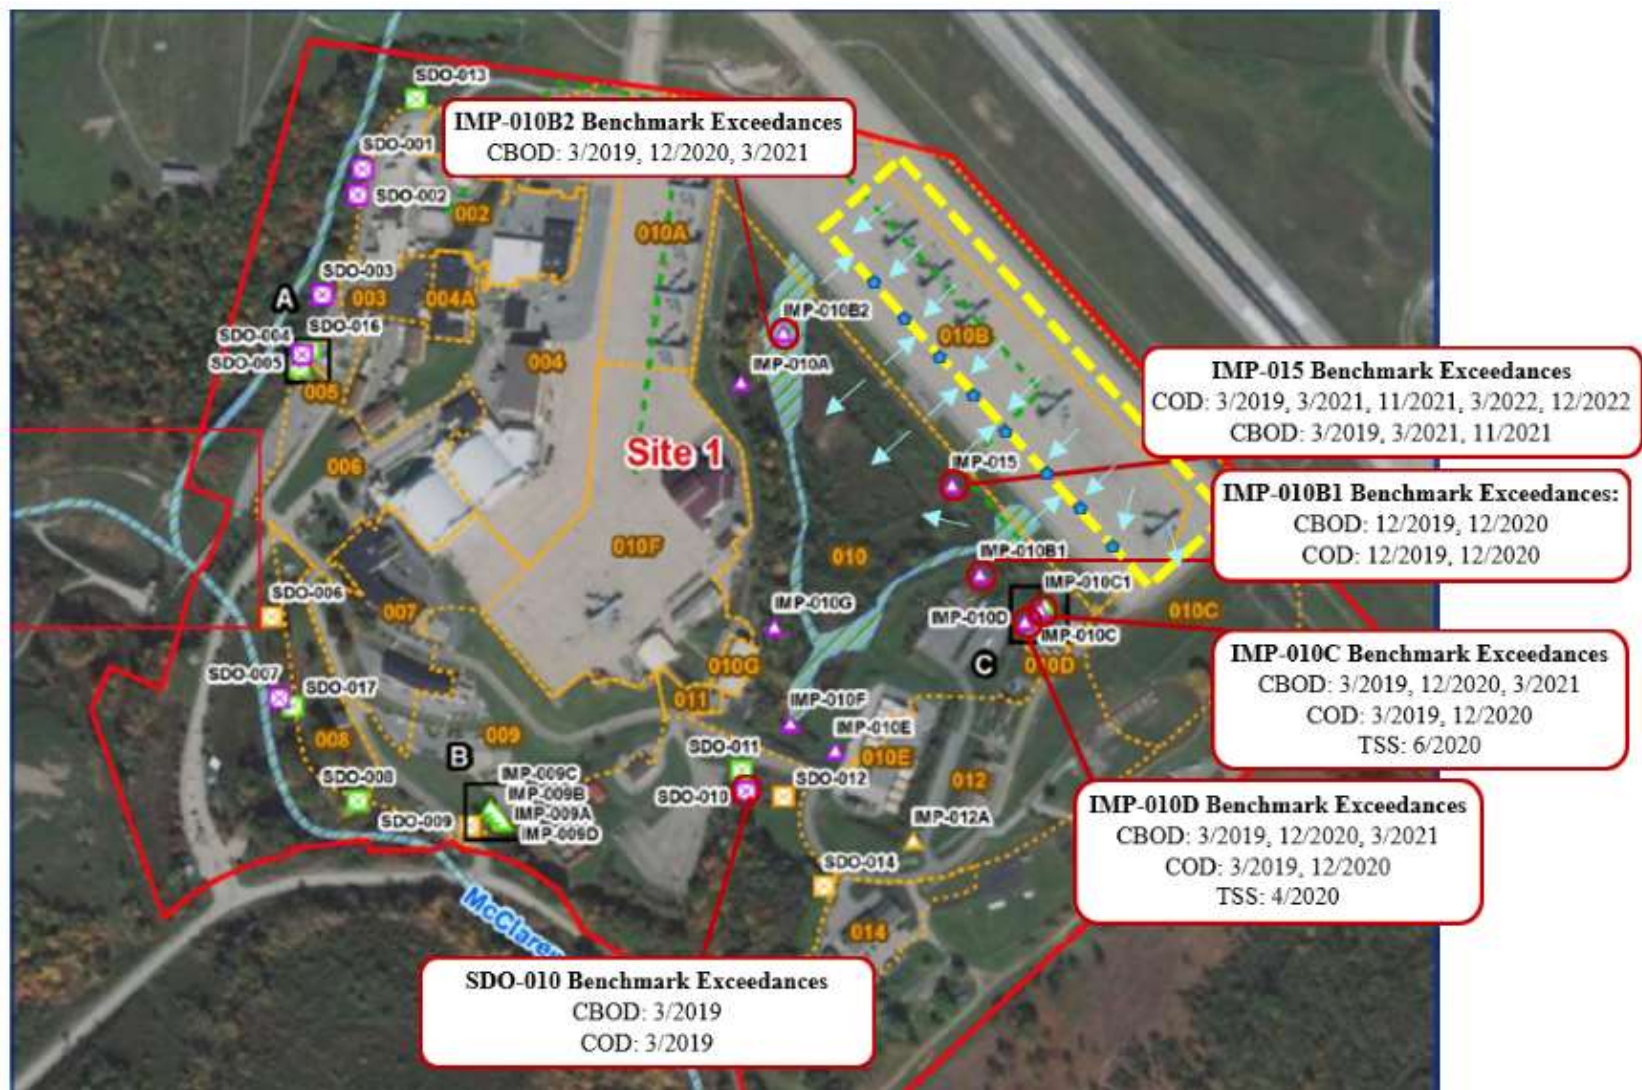 SDO-013
IMP-010B2 Benchmark Exceedances
CBOD: 3/2019, 12/2020, 3/2021
SDO-001
SDO-002
002
010A
SDO-003
003
004A
A
SDO-016
SDO-004
SDO-005
005
004
IMP-010B2
IMP-010A
010B
IMP-015 Benchmark Exceedances
COD: 3/2019, 3/2021, 11/2021, 3/2022, 12/2022
CBOD: 3/2019, 3/2021, 11/2021
006
Site 1
IMP-015
IMP-010B1 Benchmark Exceedances:
CBOD: 12/2019, 12/2020
COD: 12/2019, 12/2020
010F
010
IMP-010B1
SDO-006
007
IMP-010G
IMP-010C1
IMP-010D
IMP-010C
010C
C
010D
010G
011
IMP-010C Benchmark Exceedances
CBOD: 3/2019, 12/2020, 3/2021
COD: 3/2019, 12/2020
TSS: 6/2020
SDO-007
SDO-017
008
009
B
IMP-010F
IMP-010E
010E
SDO-011
SDO-012
SDO-010
012
SDO-008
IMP-009C
IMP-009B
IMP-009A
IMP-009D
SDO-009
IMP-012A
IMP-010D Benchmark Exceedances
CBOD: 3/2019, 12/2020, 3/2021
COD: 3/2019, 12/2020
TSS: 4/2020
SDO-014
014
McClaren
SDO-010 Benchmark Exceedances
CBOD: 3/2019
COD: 3/2019